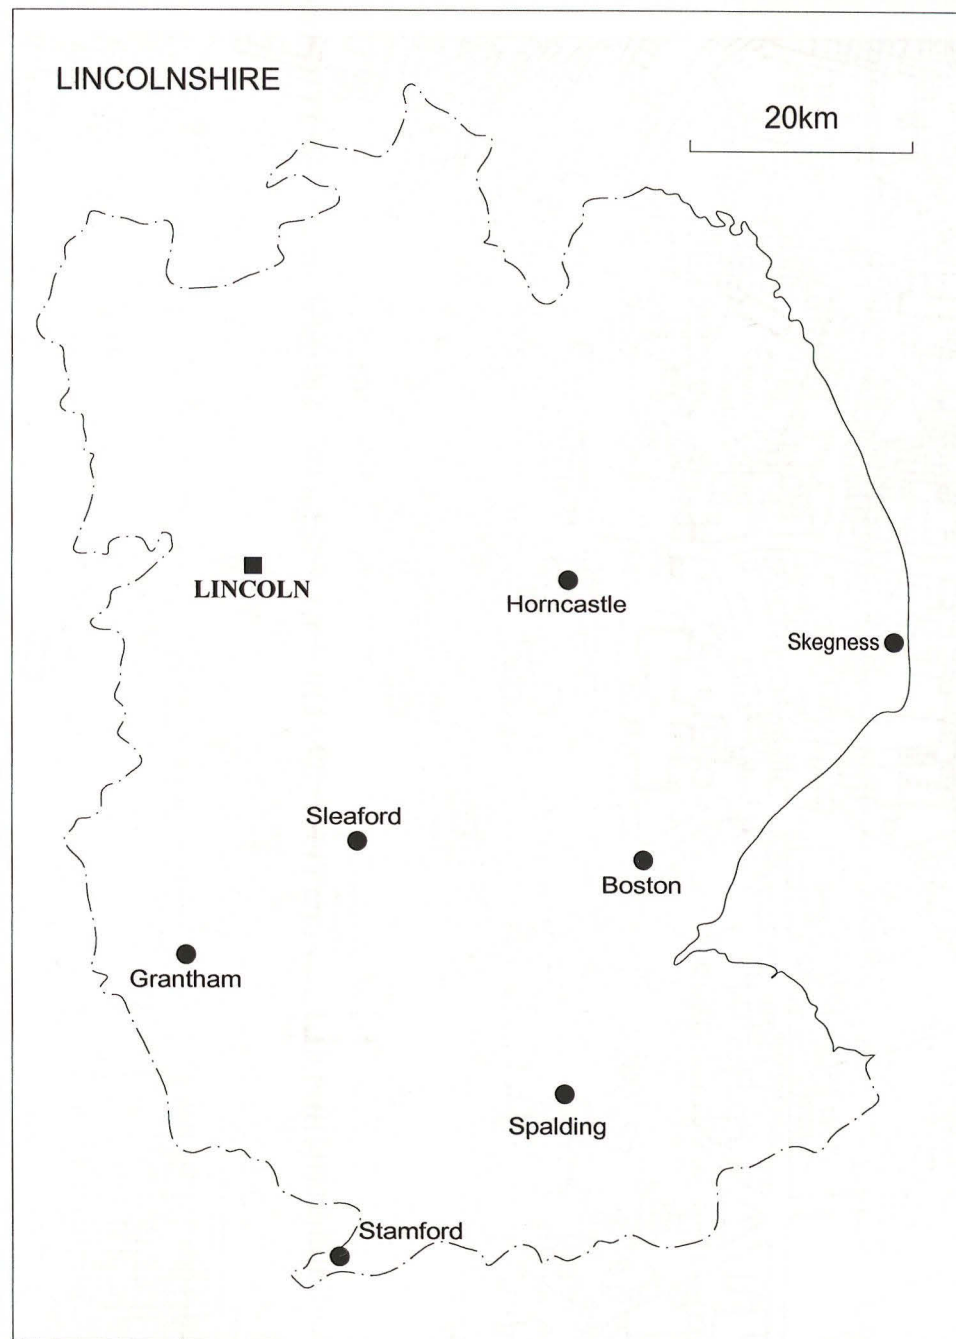 LINCOLNSHIRE
20km
LINCOLN
Horncastle
Skegness
Sleaford
Boston
Grantham
Spalding
Stamford